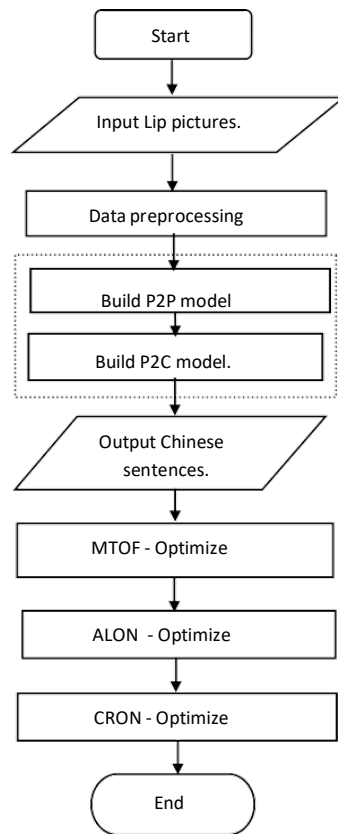 Start
Input Lip pictures.
Data preprocessing
Build P2P model
Build P2C model.
Output Chinese
sentences.
MTOF - Optimize
ALON - Optimize
CRON - Optimize
End